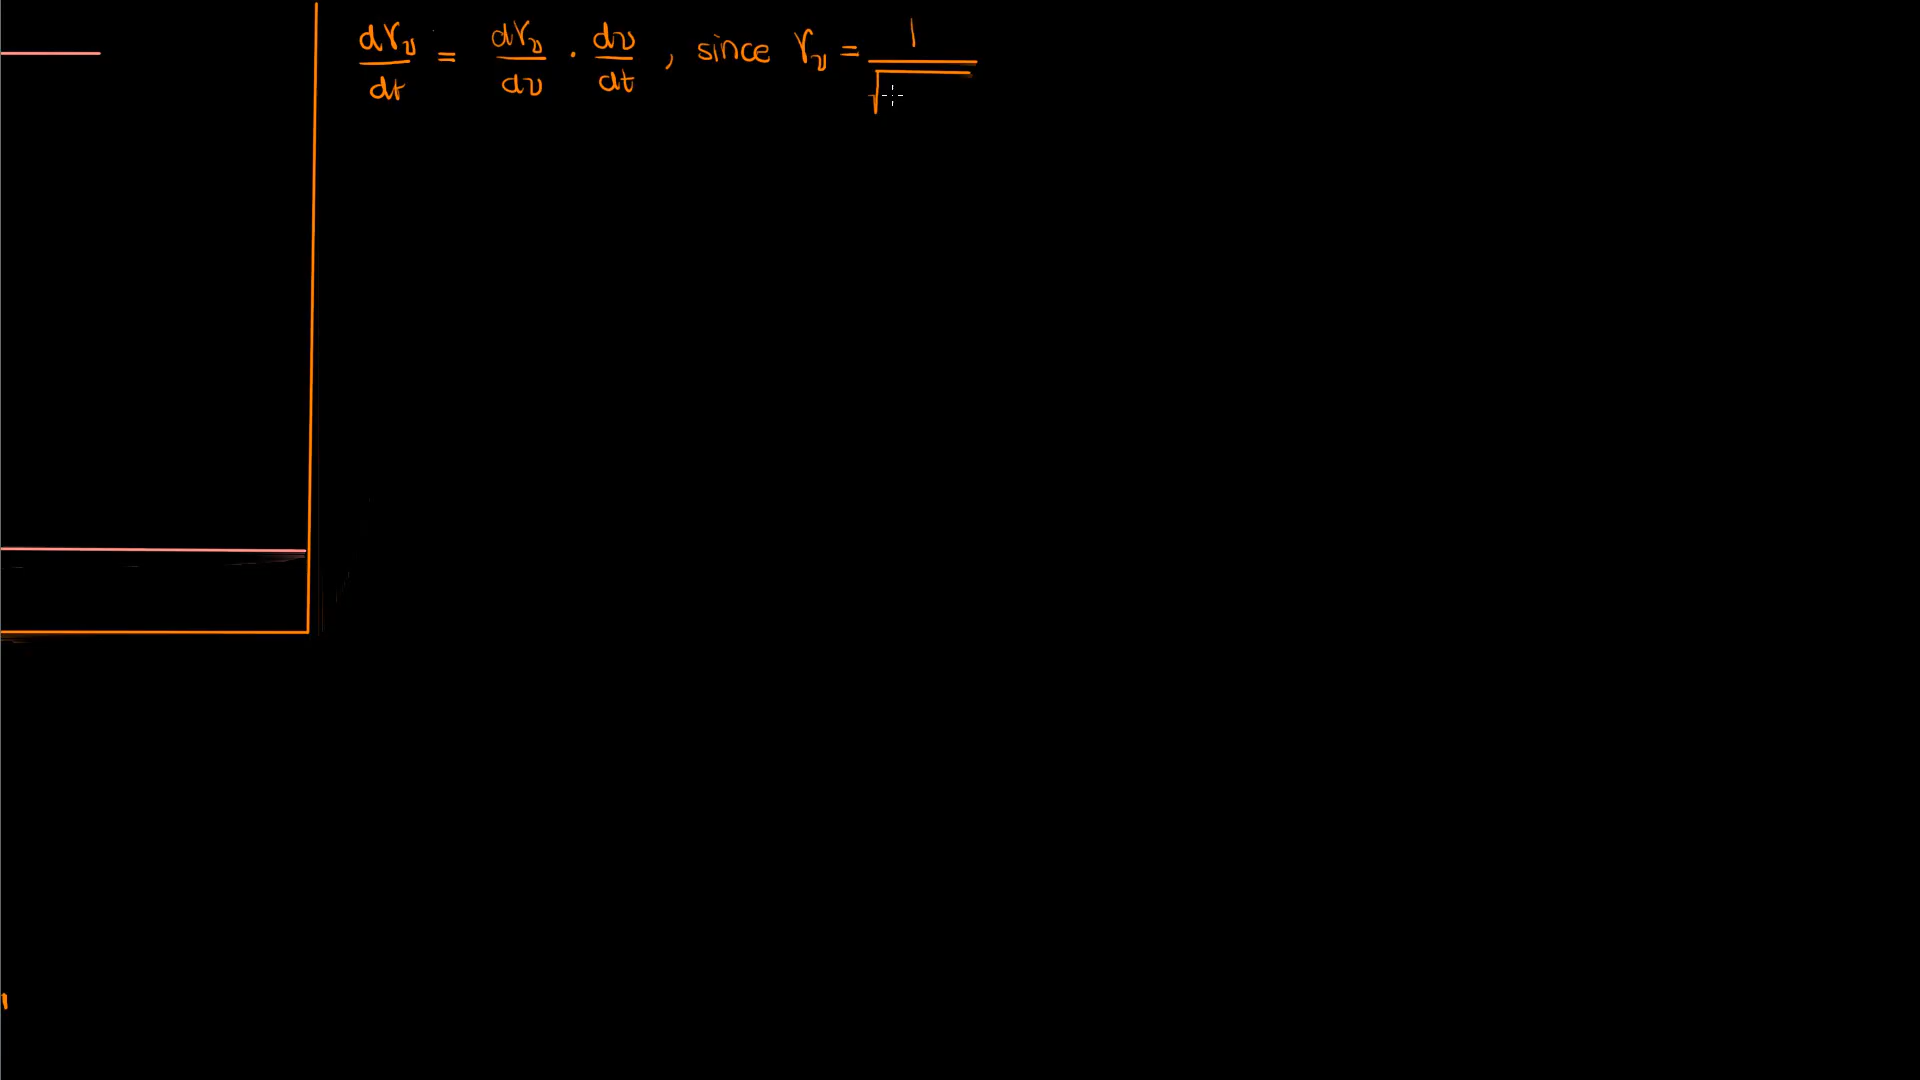 dγ_v/dt = dγ_v/dv · dv/dt , since γ_v = 1/√